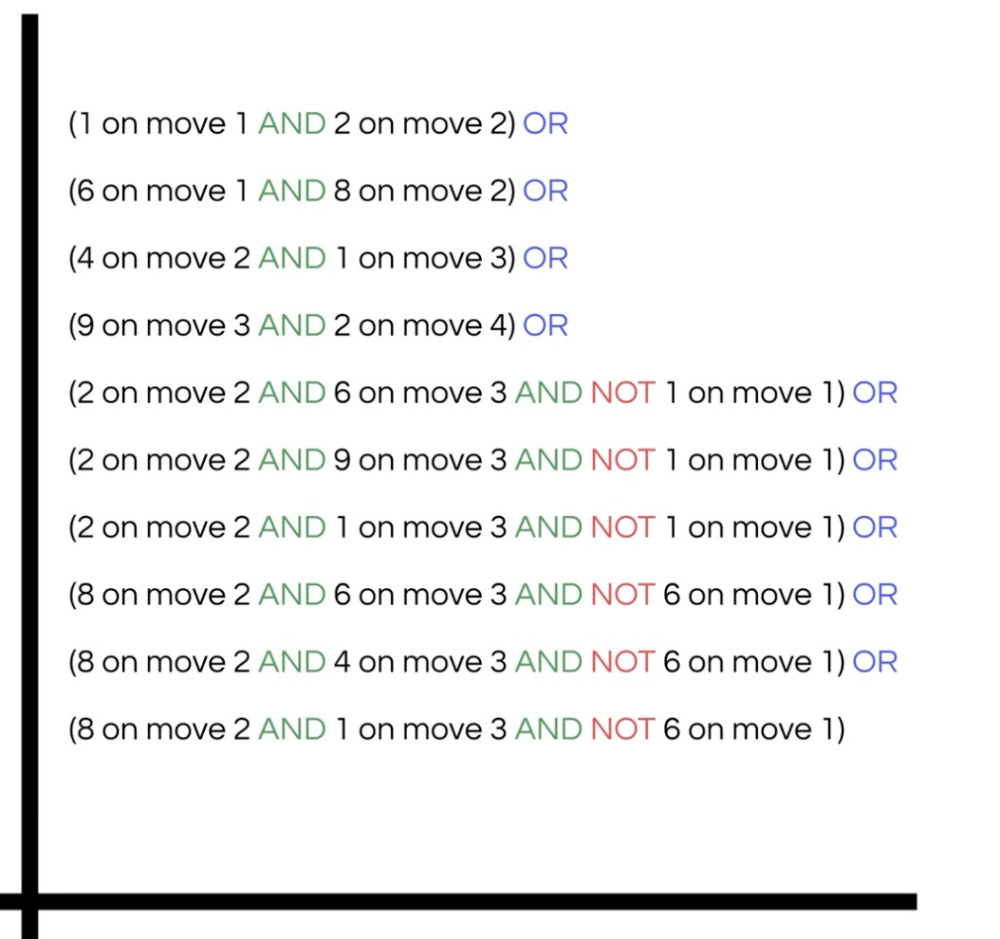 (1 on move 1 AND 2 on move 2) OR
(6 on move 1 AND 8 on move 2) OR
(4 on move 2 AND 1 on move 3) OR
(9 on move 3 AND 2 on move 4) OR
(2 on move 2 AND 6 on move 3 AND NOT 1 on move 1) OR
(2 on move 2 AND 9 on move 3 AND NOT 1 on move 1) OR
(2 on move 2 AND 1 on move 3 AND NOT 1 on move 1) OR
(8 on move 2 AND 6 on move 3 AND NOT 6 on move 1) OR
(8 on move 2 AND 4 on move 3 AND NOT 6 on move 1) OR
(8 on move 2 AND 1 on move 3 AND NOT 6 on move 1)